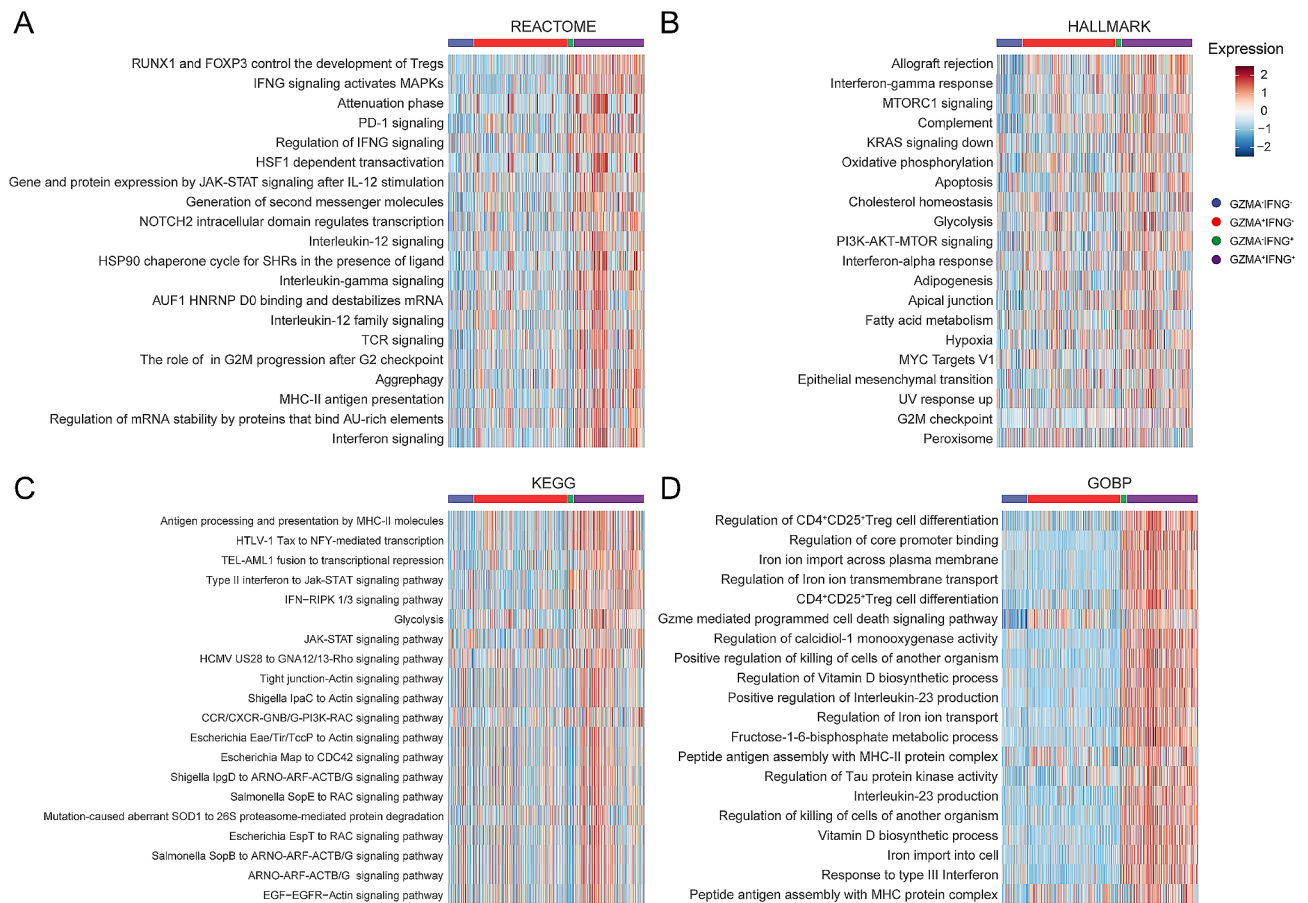 A
REACTOME
RUNX1 and FOXP3 control the development of Tregs
IFNG signaling activates MAPKs
Attenuation phase
PD-1 signaling
Regulation of IFNG signaling
HSF1 dependent transactivation
Gene and protein expression by JAK-STAT signaling after IL-12 stimulation
Generation of second messenger molecules
NOTCH2 intracellular domain regulates transcription
Interleukin-12 signaling
HSP90 chaperone cycle for SHRs in the presence of ligand
Interleukin-gamma signaling
AUF1 HNRNP D0 binding and destabilizes mRNA
Interleukin-12 family signaling
TCR signaling
The role of in G2M progression after G2 checkpoint
Aggrephagy
MHC-II antigen presentation
Regulation of mRNA stability by proteins that bind AU-rich elements
Interferon signaling
B
HALLMARK
Allograft rejection
Interferon-gamma response
MTORC1 signaling
Complement
KRAS signaling down
Oxidative phosphorylation
Apoptosis
Cholesterol homeostasis
Glycolysis
PI3K-AKT-MTOR signaling
Interferon-alpha response
Adipogenesis
Apical junction
Fatty acid metabolism
Hypoxia
MYC Targets V1
Epithelial mesenchymal transition
UV response up
G2M checkpoint
Peroxisome
Expression
2
1
0
−1
−2
GZMA⁻IFNG⁻
GZMA⁺IFNG⁻
GZMA⁻IFNG⁺
GZMA⁺IFNG⁺
C
KEGG
Antigen processing and presentation by MHC-II molecules
HTLV-1 Tax to NFY-mediated transcription
TEL-AML1 fusion to transcriptional repression
Type II interferon to Jak-STAT signaling pathway
IFN−RIPK 1/3 signaling pathway
Glycolysis
JAK-STAT signaling pathway
HCMV US28 to GNA12/13-Rho signaling pathway
Tight junction-Actin signaling pathway
Shigella IpaC to Actin signaling pathway
CCR/CXCR-GNB/G-PI3K-RAC signaling pathway
Escherichia Eae/Tir/TccP to Actin signaling pathway
Escherichia Map to CDC42 signaling pathway
Shigella IpgD to ARNO-ARF-ACTB/G signaling pathway
Salmonella SopE to RAC signaling pathway
Mutation-caused aberrant SOD1 to 26S proteasome-mediated protein degradation
Escherichia EspT to RAC signaling pathway
Salmonella SopB to ARNO-ARF-ACTB/G signaling pathway
ARNO-ARF-ACTB/G signaling pathway
EGF−EGFR−Actin signaling pathway
D
GOBP
Regulation of CD4⁺CD25⁺Treg cell differentiation
Regulation of core promoter binding
Iron ion import across plasma membrane
Regulation of Iron ion transmembrane transport
CD4⁺CD25⁺Treg cell differentiation
Gzme mediated programmed cell death signaling pathway
Regulation of calcidiol-1 monooxygenase activity
Positive regulation of killing of cells of another organism
Regulation of Vitamin D biosynthetic process
Positive regulation of Interleukin-23 production
Regulation of Iron ion transport
Fructose-1-6-bisphosphate metabolic process
Peptide antigen assembly with MHC-II protein complex
Regulation of Tau protein kinase activity
Interleukin-23 production
Regulation of killing of cells of another organism
Vitamin D biosynthetic process
Iron import into cell
Response to type III Interferon
Peptide antigen assembly with MHC protein complex